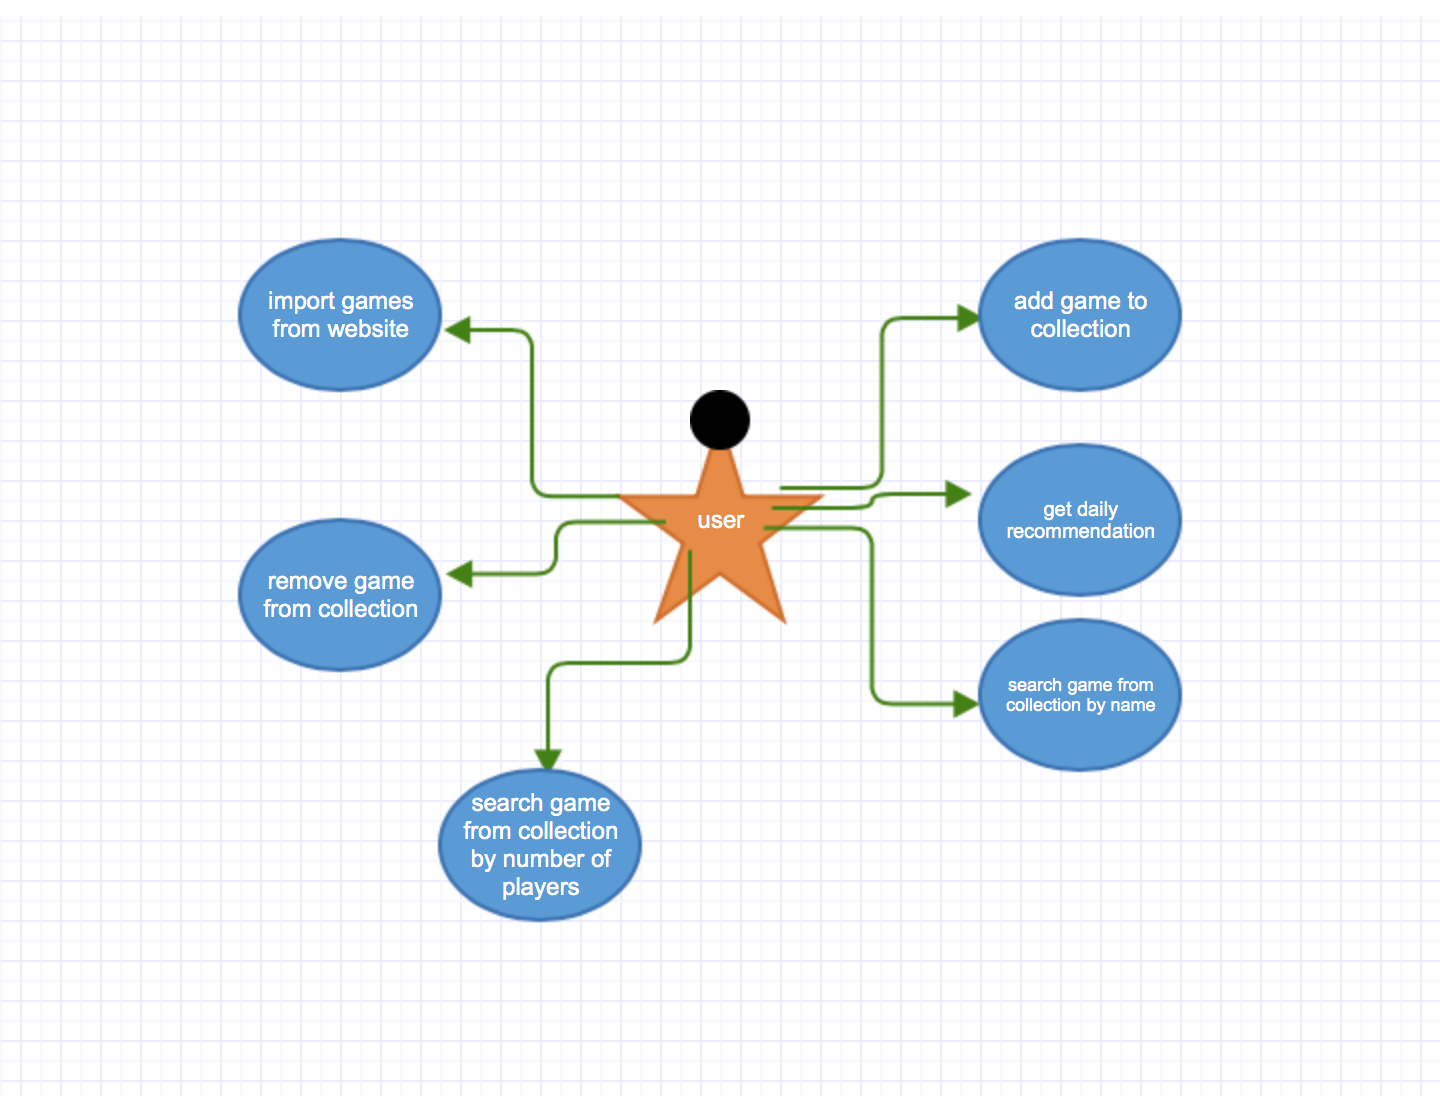 import games
from website
add game to
collection
user
get daily
recommendation
remove game
from collection
search game from
collection by name
search game
from collection
by number of
players